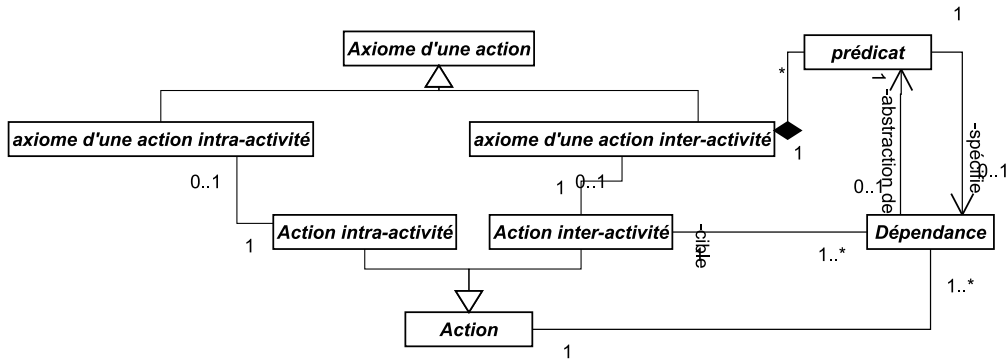 1
Axiome d'une action
prédicat
*
1
-abstraction de
-spécifie
axiome d'une action intra-activité
axiome d'une action inter-activité
1
0..1
1
0..1
0..1
0..1
Action intra-activité
Action inter-activité
Dépendance
1
-cible
1..*
1..*
Action
1